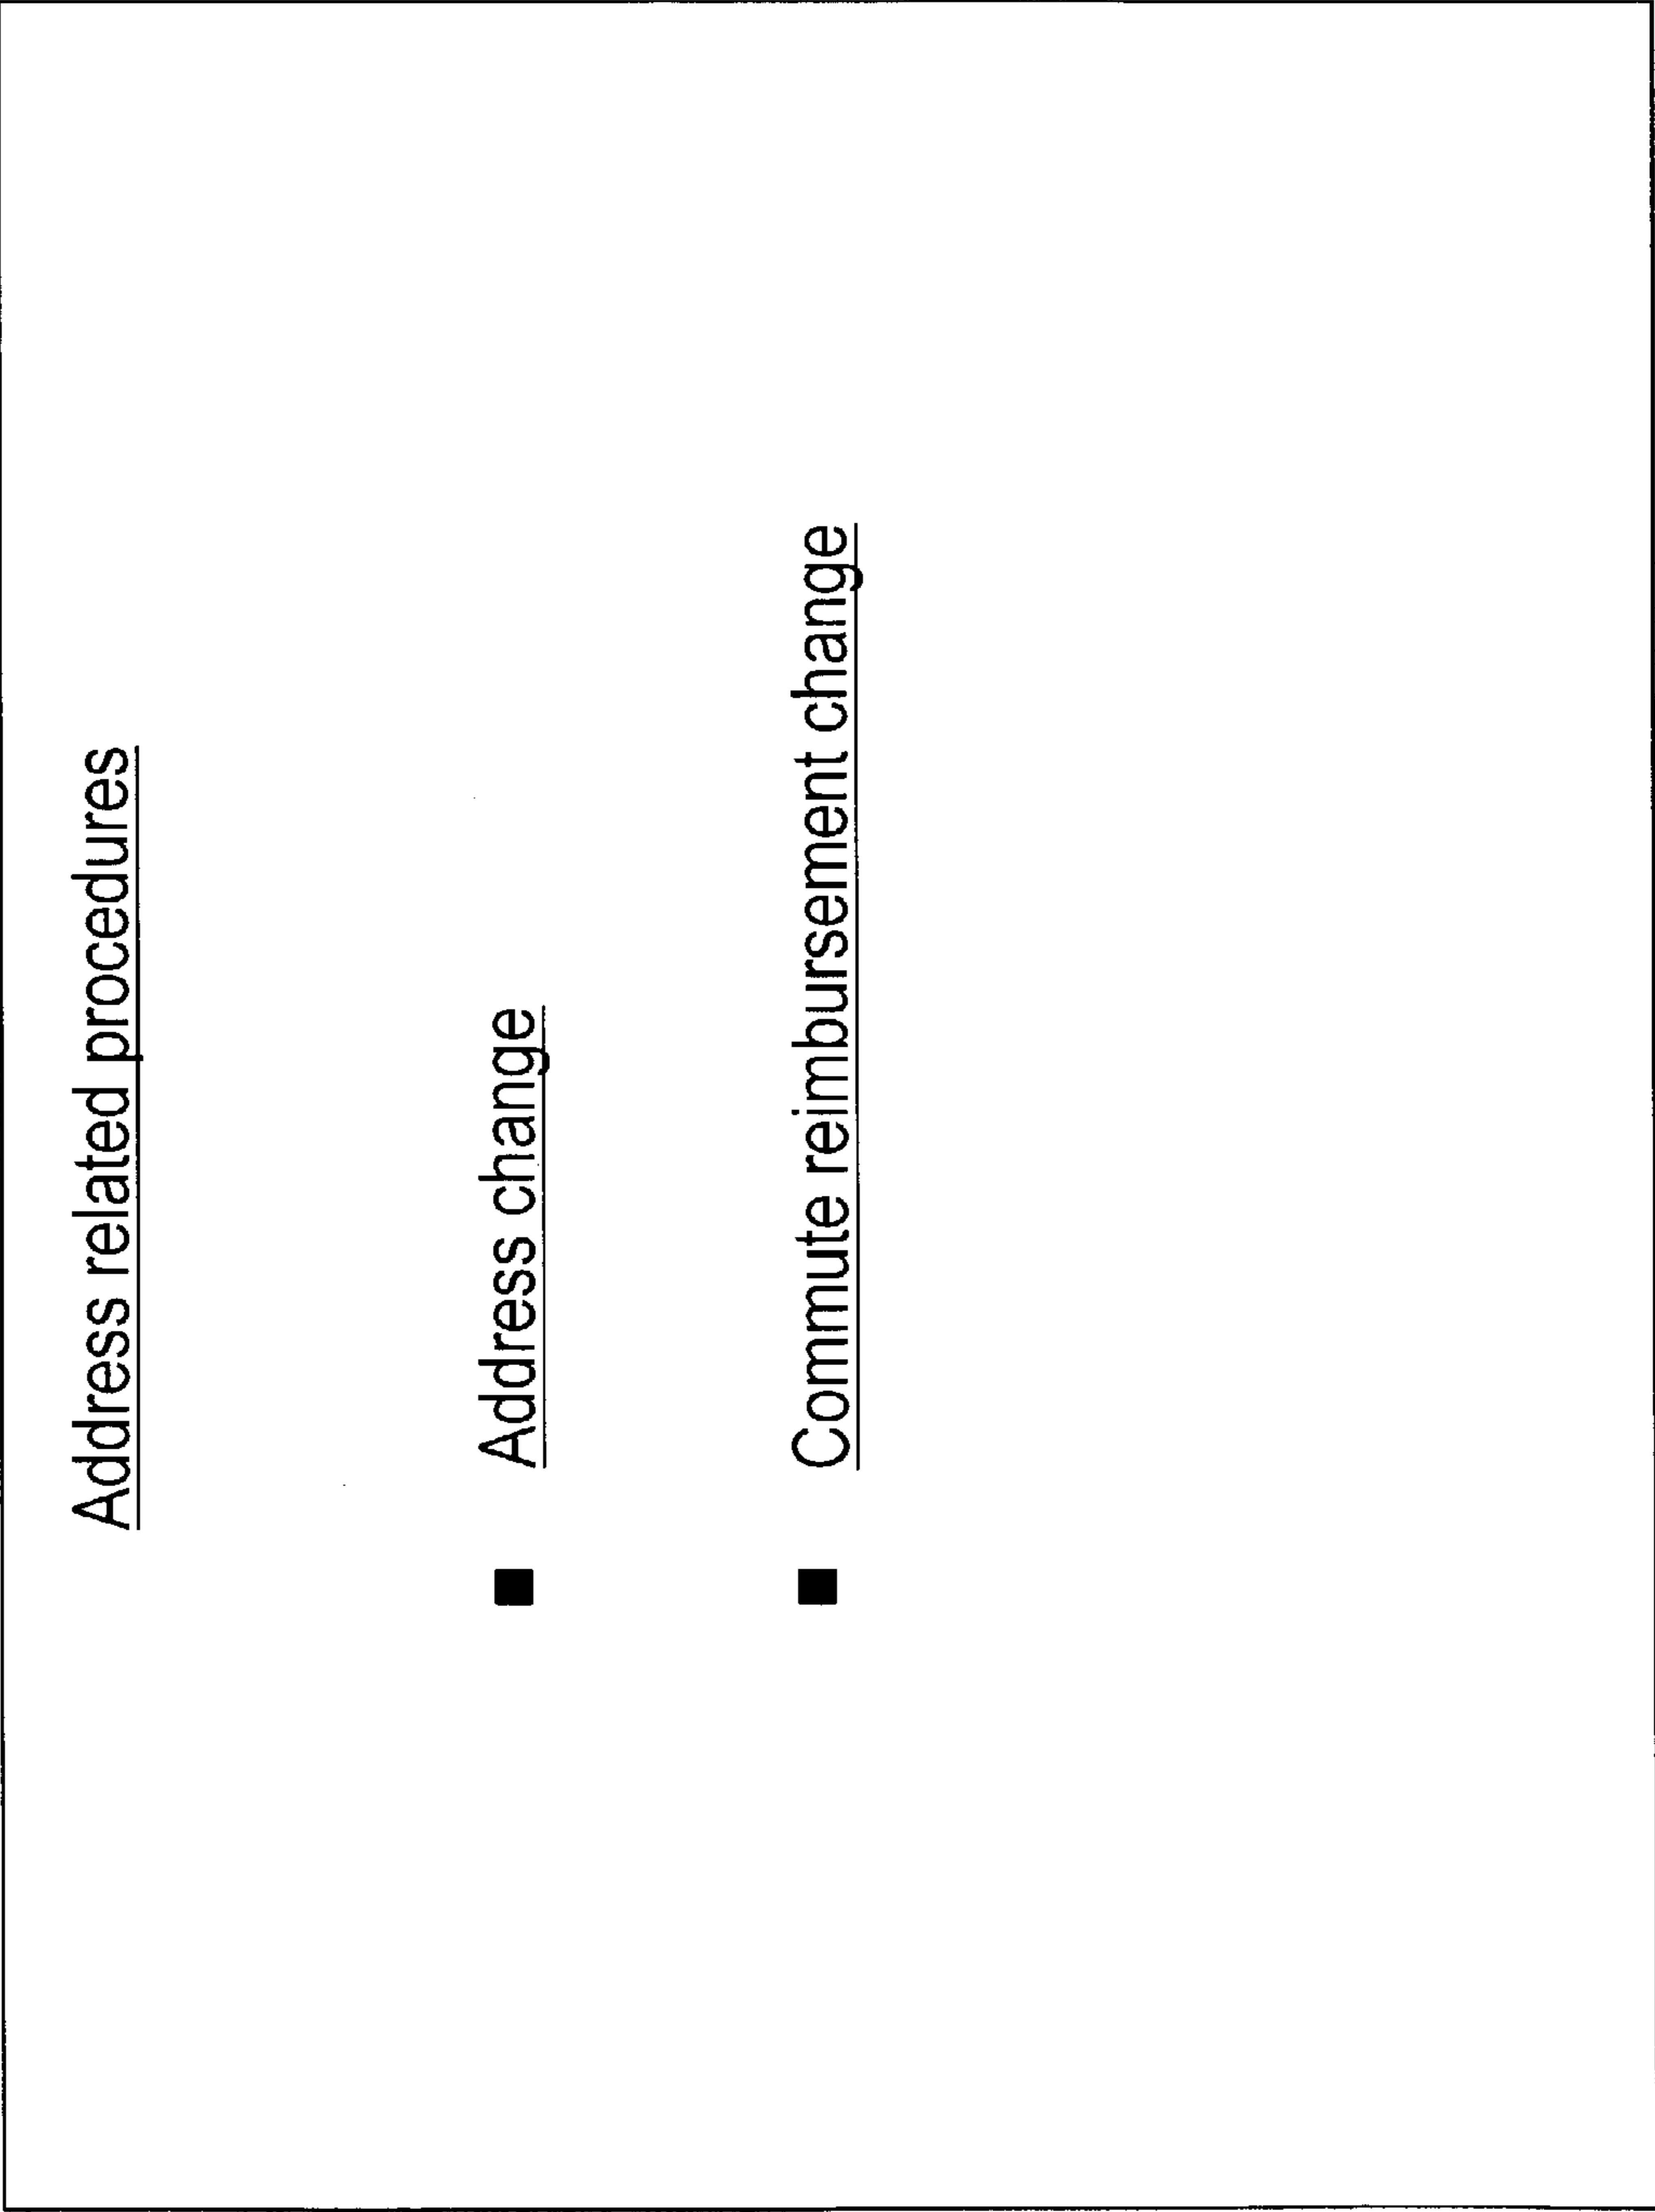 Address related procedures
■ Address change
■ Commute reimbursement change